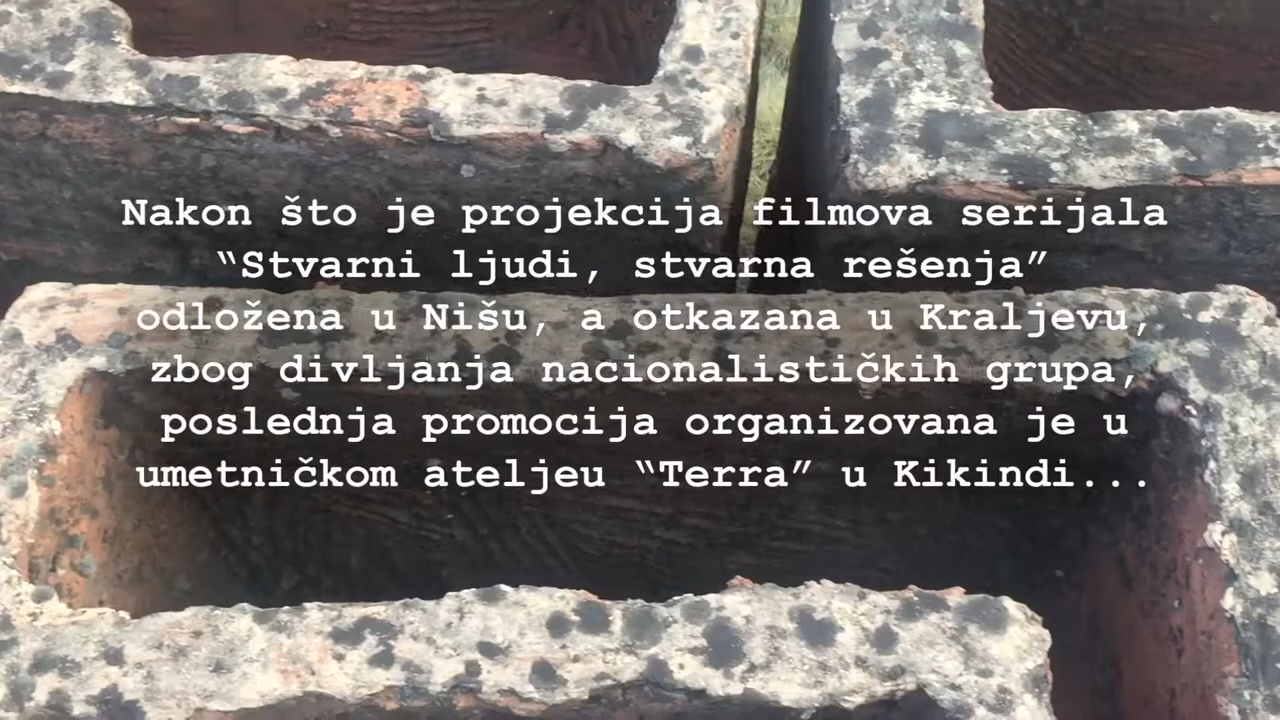 Nakon što je projekcija filmova serijala
“Stvarni ljudi, stvarna rešenja”
odložena u Nišu, a otkazana u Kraljevu,
zbog divljanja nacionalističkih grupa,
poslednja promocija organizovana je u
umetničkom ateljeu “Terra” u Kikindi...